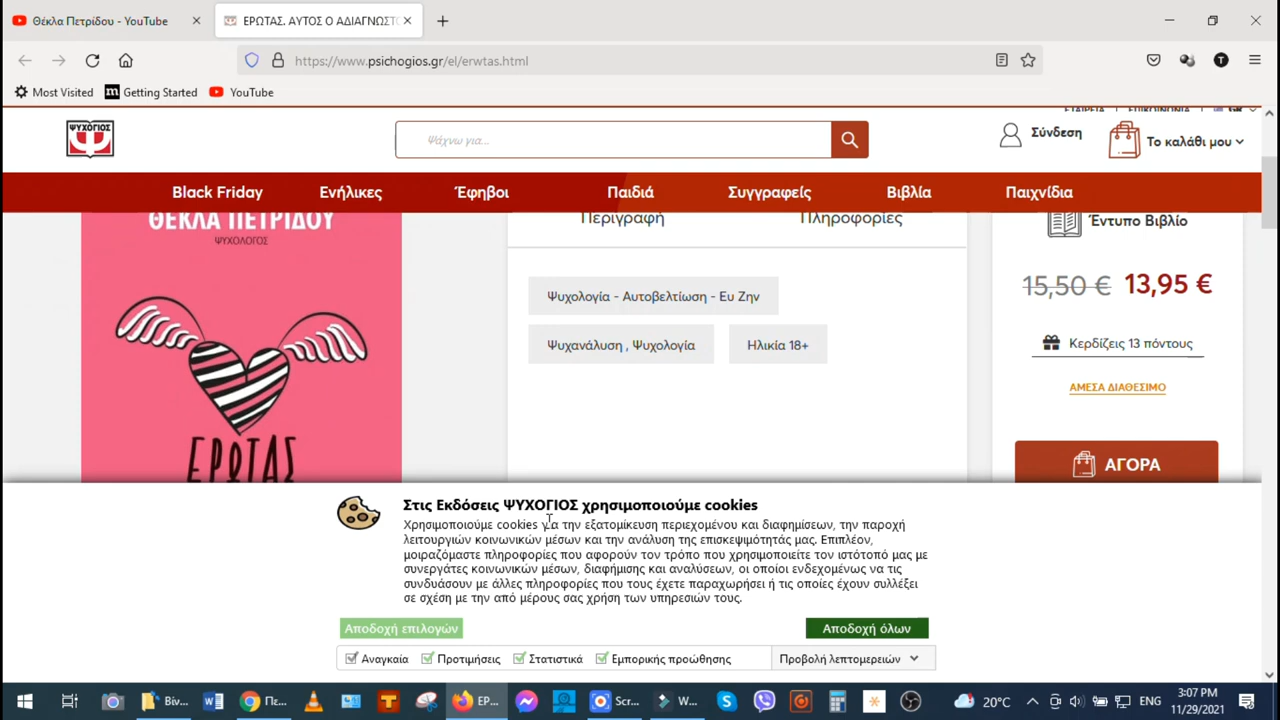 Θέκλα Πετρίδου - YouTube
ΕΡΩΤΑΣ. ΑΥΤΟΣ Ο ΑΔΙΑΓΝΩΣΤΟ
https://www.psichogios.gr/el/erwtas.html
Most Visited
Getting Started
YouTube
ΕΤΑΙΡΕΙΑ
ΕΠΙΚΟΙΝΩΝΙΑ
GR
ΨΥΧΟΓΙΟΣ
Ψάχνω για...
Σύνδεση
Το καλάθι μου
Black Friday
Ενήλικες
Έφηβοι
Παιδιά
Συγγραφείς
Βιβλία
Παιχνίδια
ΘΕΚΛΑ ΠΕΤΡΙΔΟΥ
ΨΥΧΟΛΟΓΟΣ
ΕΡΩΤΑΣ
Περιγραφή
Πληροφορίες
Ψυχολογία - Αυτοβελτίωση - Ευ Ζην
Ψυχανάλυση , Ψυχολογία
Ηλικία 18+
Έντυπο Βιβλίο
15,50 € 13,95 €
Κερδίζεις 13 πόντους
ΑΜΕΣΑ ΔΙΑΘΕΣΙΜΟ
ΑΓΟΡΑ
Στις Εκδόσεις ΨΥΧΟΓΙΟΣ χρησιμοποιούμε cookies
Χρησιμοποιούμε cookies για την εξατομίκευση περιεχομένου και διαφημίσεων, την παροχή
λειτουργιών κοινωνικών μέσων και την ανάλυση της επισκεψιμότητάς μας. Επιπλέον,
μοιραζόμαστε πληροφορίες που αφορούν τον τρόπο που χρησιμοποιείτε τον ιστότοπό μας με
συνεργάτες κοινωνικών μέσων, διαφήμισης και αναλύσεων, οι οποίοι ενδεχομένως να τις
συνδυάσουν με άλλες πληροφορίες που τους έχετε παραχωρήσει ή τις οποίες έχουν συλλέξει
σε σχέση με την από μέρους σας χρήση των υπηρεσιών τους.
Αποδοχή επιλογών
Αποδοχή όλων
Αναγκαία
Προτιμήσεις
Στατιστικά
Εμπορικής προώθησης
Προβολή λεπτομερειών
Βίν...
Πε...
ΕΡ...
Scr...
W...
20°C
ENG
3:07 PM
11/29/2021